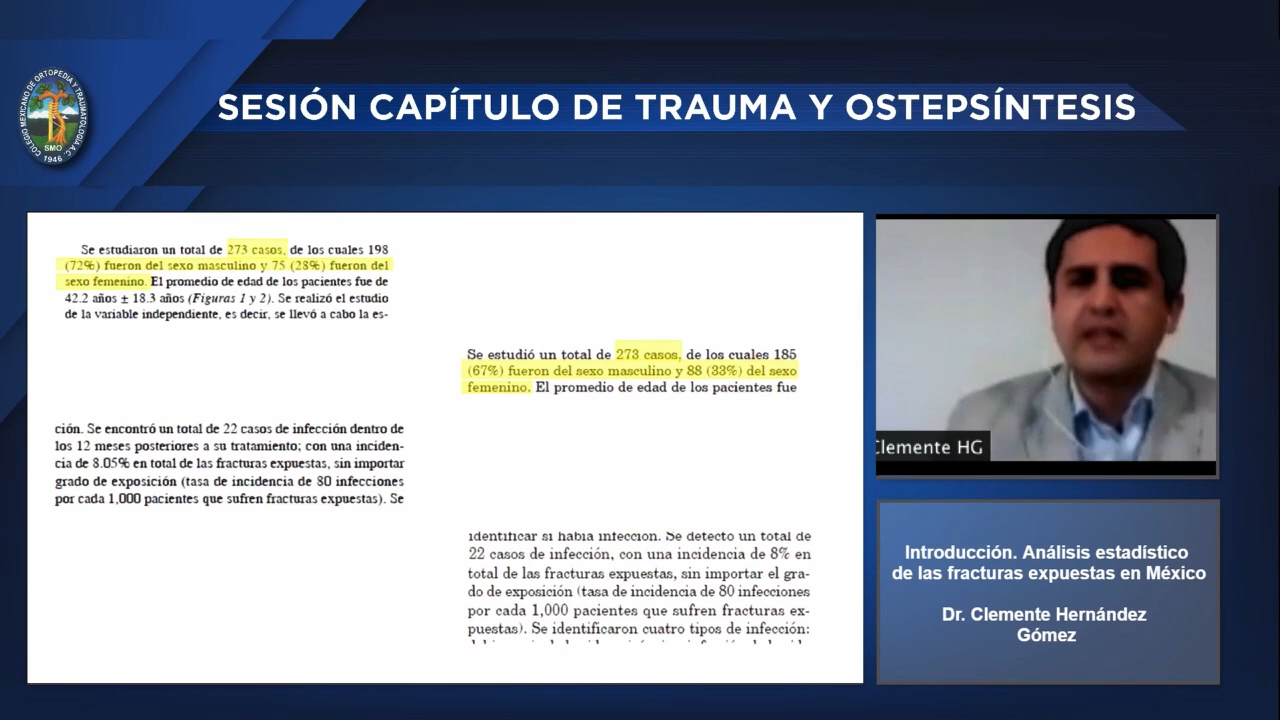 SESIÓN CAPÍTULO DE TRAUMA Y OSTEPSÍNTESIS
COLEGIO MEXICANO DE ORTOPEDIA Y TRAUMATOLOGÍA A.C.
SMO
1946
Se estudiaron un total de 273 casos, de los cuales 198
(72%) fueron del sexo masculino y 75 (28%) fueron del
sexo femenino. El promedio de edad de los pacientes fue de
42.2 años ± 18.3 años (Figuras 1 y 2). Se realizó el estudio
de la variable independiente, es decir, se llevó a cabo la es-
Se estudió un total de 273 casos, de los cuales 185
(67%) fueron del sexo masculino y 88 (33%) del sexo
femenino. El promedio de edad de los pacientes fue
ción. Se encontró un total de 22 casos de infección dentro de
los 12 meses posteriores a su tratamiento; con una inciden-
cia de 8.05% en total de las fracturas expuestas, sin importar
grado de exposición (tasa de incidencia de 80 infecciones
por cada 1,000 pacientes que sufren fracturas expuestas). Se
identificar si había infección. Se detectó un total de
22 casos de infección, con una incidencia de 8% en
total de las fracturas expuestas, sin importar el gra-
do de exposición (tasa de incidencia de 80 infecciones
por cada 1,000 pacientes que sufren fracturas ex-
puestas). Se identificaron cuatro tipos de infección:
Clemente HG
Introducción. Análisis estadístico
de las fracturas expuestas en México
Dr. Clemente Hernández
Gómez